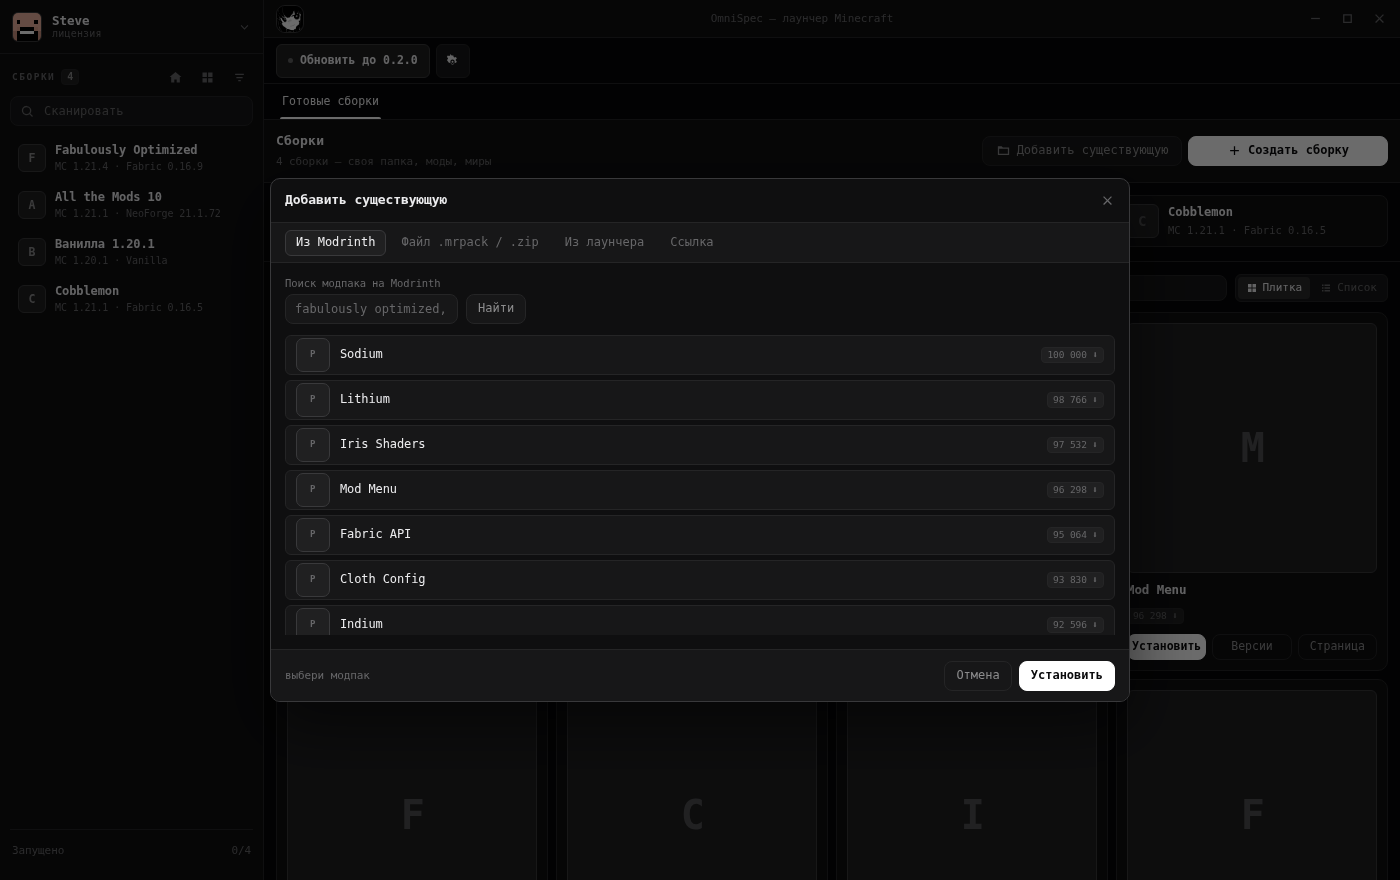 Steve
лицензия
OmniSpec — лаунчер Minecraft
СБОРКИ 4
Обновить до 0.2.0
Сканировать
Готовые сборки
F
Fabulously Optimized
MC 1.21.4 · Fabric 0.16.9
A
All the Mods 10
MC 1.21.1 · NeoForge 21.1.72
В
Ванилла 1.20.1
MC 1.20.1 · Vanilla
C
Cobblemon
MC 1.21.1 · Fabric 0.16.5
Запущено 0/4
Сборки
4 сборки — своя папка, моды, миры
Добавить существующую
+ Создать сборку
C
Cobblemon
MC 1.21.1 · Fabric 0.16.5
Плитка Список
Добавить существующую
Из Modrinth Файл .mrpack / .zip Из лаунчера Ссылка
Поиск модпака на Modrinth
fabulously optimized,
Найти
P Sodium 100 000 ⬇
P Lithium 98 766 ⬇
P Iris Shaders 97 532 ⬇
P Mod Menu 96 298 ⬇
P Fabric API 95 064 ⬇
P Cloth Config 93 830 ⬇
P Indium 92 596 ⬇
выбери модпак
Отмена Установить
M
Mod Menu
96 298 ⬇
Установить Версии Страница
F C I F